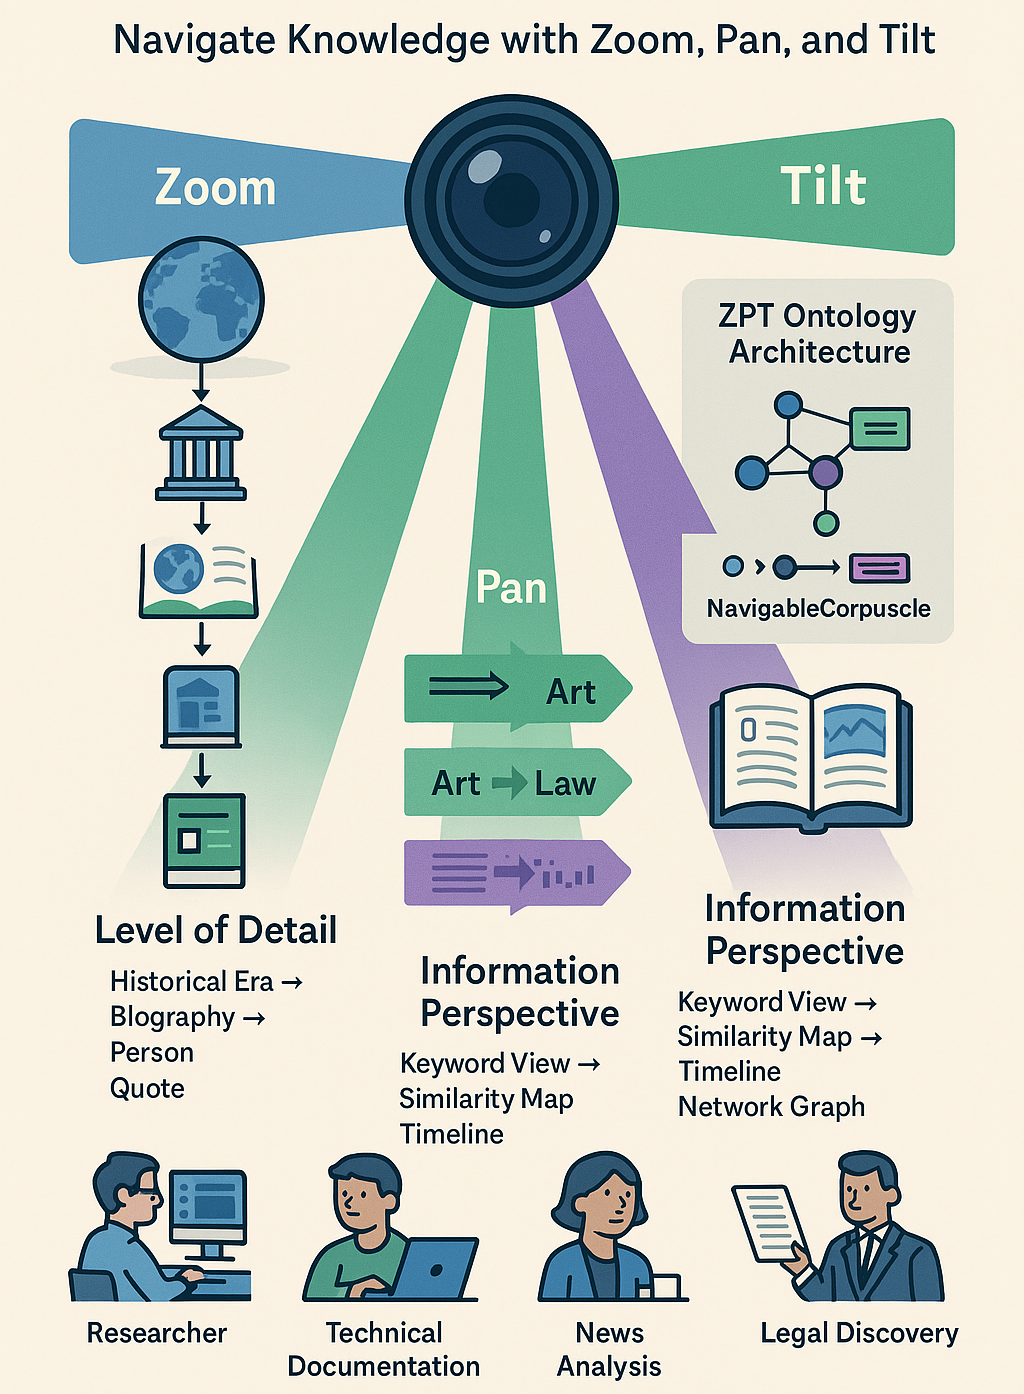 Navigate Knowledge with Zoom, Pan, and Tilt
Zoom
Tilt
ZPT Ontology
Architecture
NavigableCorpuscle
Pan
Art
Art → Law
Level of Detail
Historical Era →
Blography →
Person
Quote
Information
Perspective
Keyword View →
Similarity Map
Timeline
Information
Perspective
Keyword View →
Similarity Map →
Timeline
Network Graph
Researcher
Technical
Documentation
News
Analysis
Legal Discovery